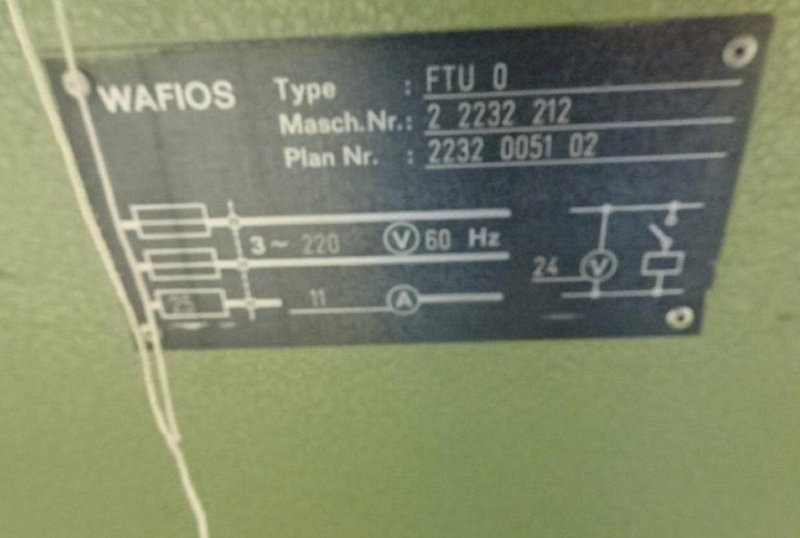 WAFIOS
Type : FTU 0
Masch.Nr.: 2 2232 212
Plan Nr. : 2232 0051 02
3 ~ 220 V 60 Hz
24 V
25 11 A